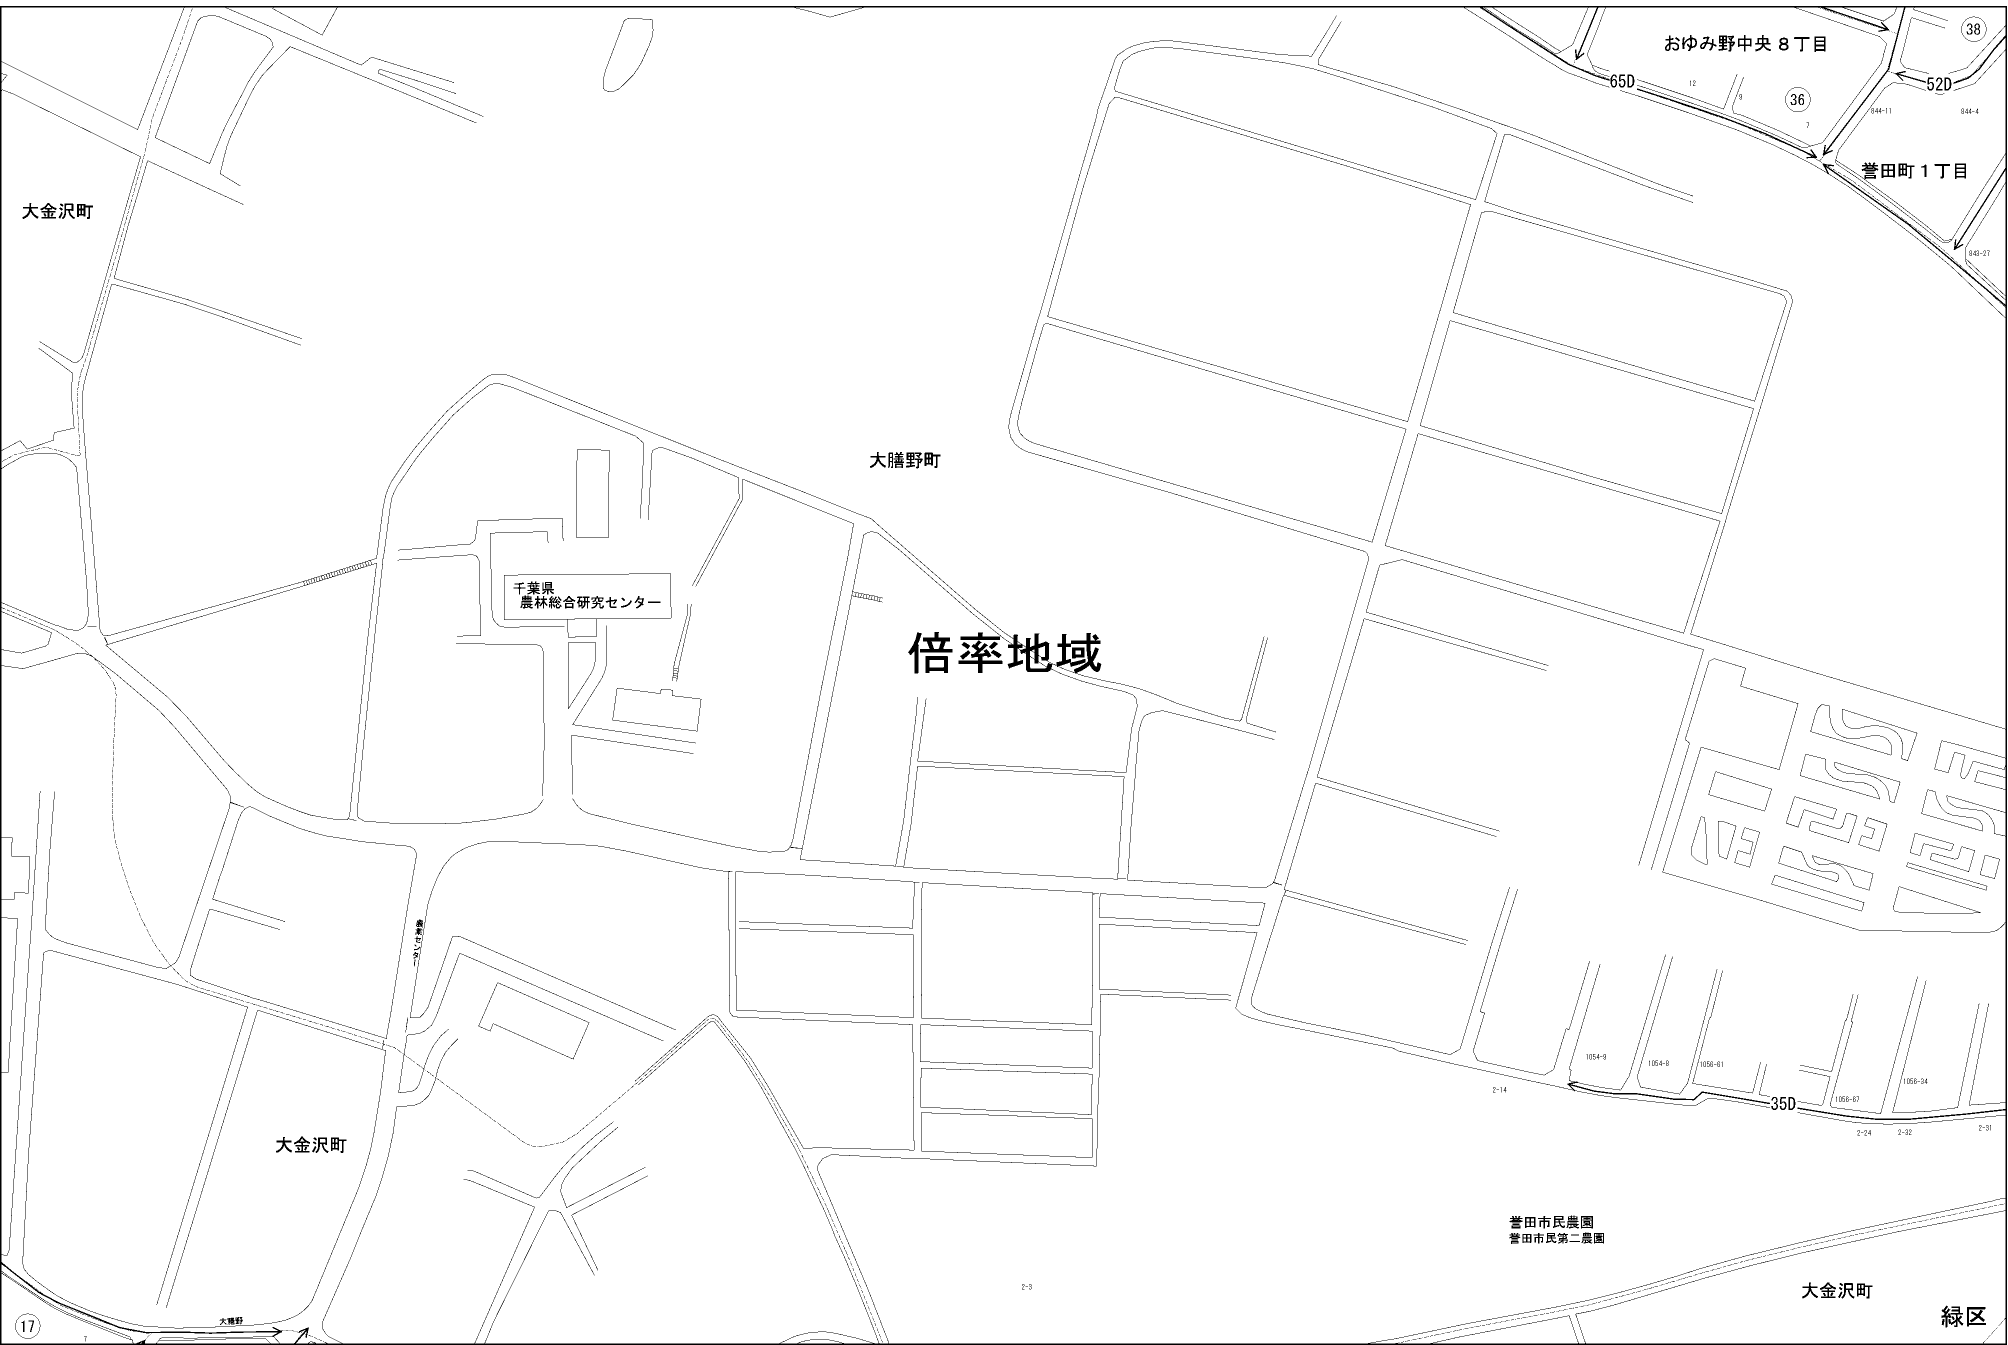 38
おゆみ野中央８丁目
65D
52D
12
9
36
7
844-11
844-4
誉田町１丁目
大金沢町
843-27
大膳野町
千葉県
農林総合研究センター
倍率地域
農業センター
1054-9
1054-8
1056-61
2-14
35D
1056-67
1056-34
2-24
2-32
2-31
大金沢町
誉田市民農園
誉田市民第二農園
2-3
大金沢町
緑区
大膳野
17
7